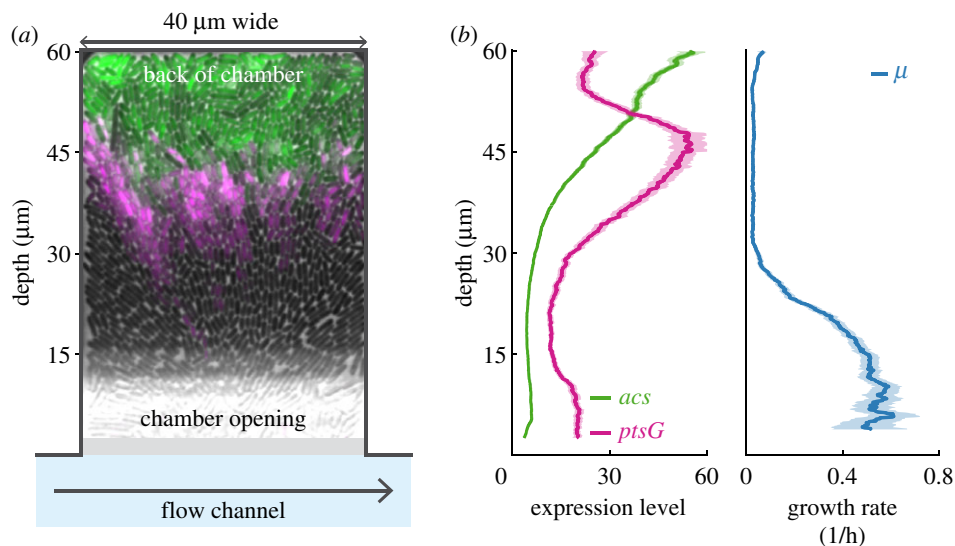 (a)
40 μm wide
60
back of chamber
45
depth (μm)
30
15
chamber opening
flow channel
(b)
60
45
depth (μm)
30
15
acs
ptsG
0
30
60
expression level
μ
0
0.4
0.8
growth rate
(1/h)